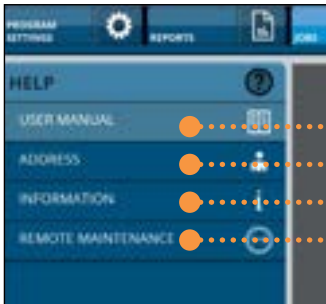 PROGRAM
SETTINGS
REPORTS
JOBS
HELP
USER MANUAL
ADDRESS
INFORMATION
REMOTE MAINTENANCE